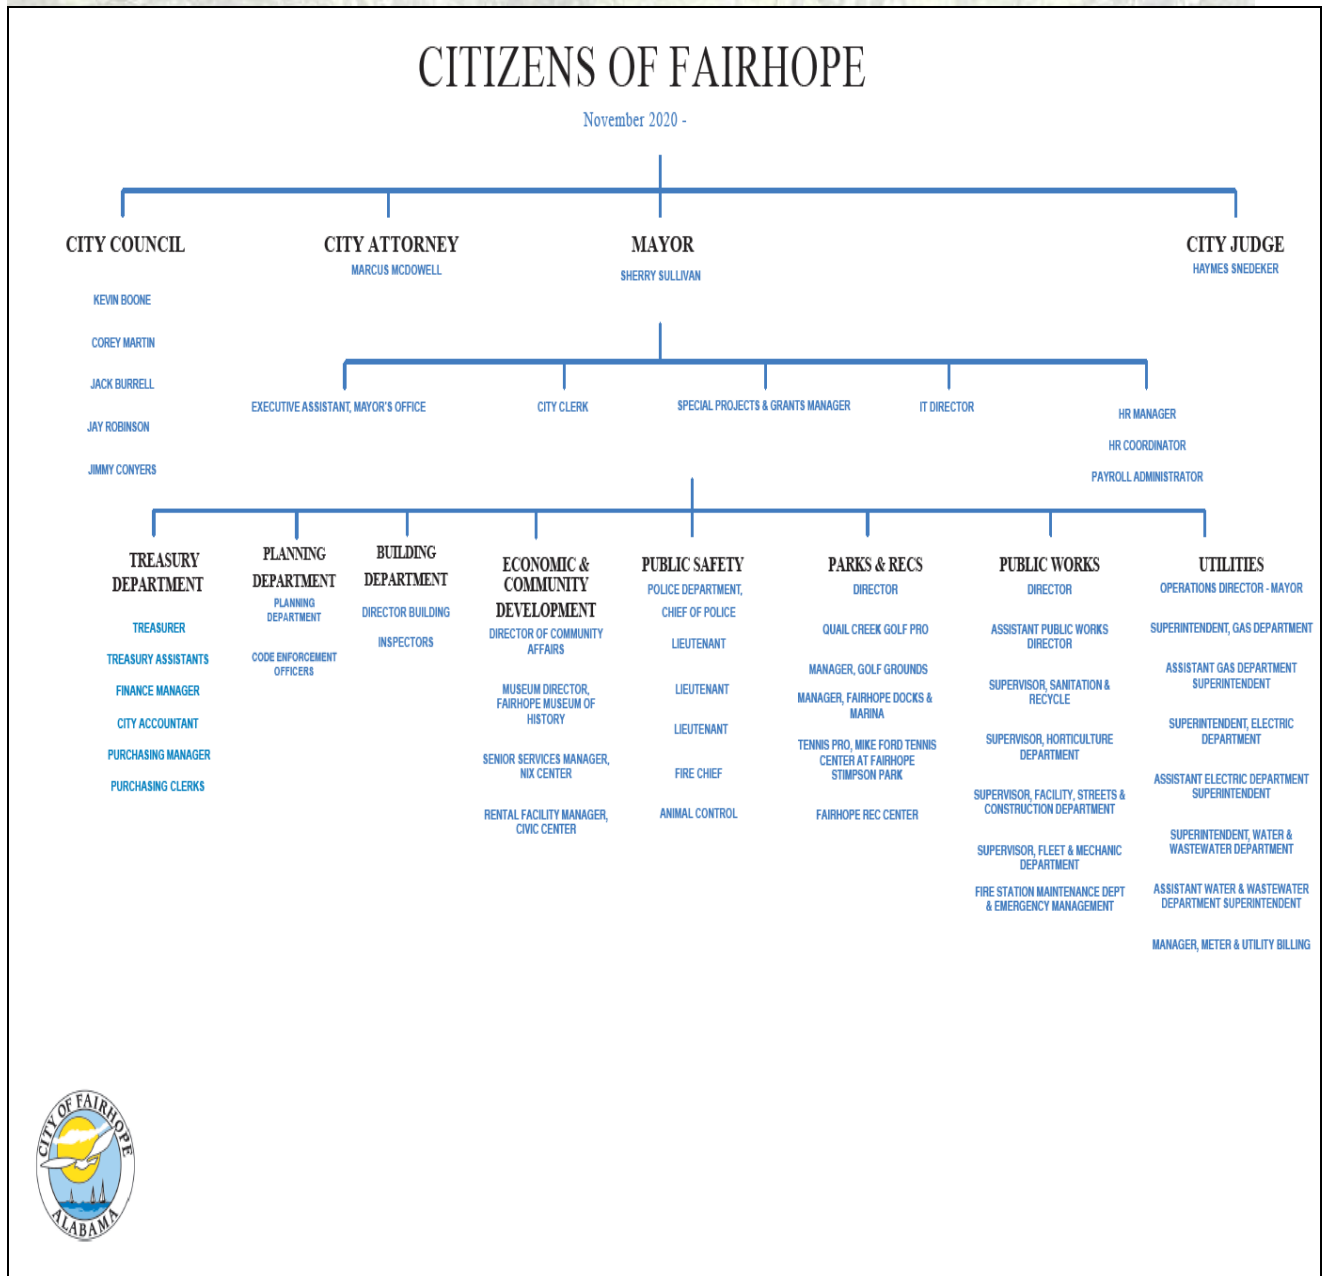 CITIZENS OF FAIRHOPE
November 2020 -
CITY COUNCIL
KEVIN BOONE
COREY MARTIN
JACK BURRELL
JAY ROBINSON
JIMMY CONYERS
CITY ATTORNEY
MARCUS MCDOWELL
MAYOR
SHERRY SULLIVAN
CITY JUDGE
HAYMES SNEDEKER
EXECUTIVE ASSISTANT, MAYOR'S OFFICE
CITY CLERK
SPECIAL PROJECTS & GRANTS MANAGER
IT DIRECTOR
HR MANAGER
HR COORDINATOR
PAYROLL ADMINISTRATOR
TREASURY
DEPARTMENT
TREASURER
TREASURY ASSISTANTS
FINANCE MANAGER
CITY ACCOUNTANT
PURCHASING MANAGER
PURCHASING CLERKS
PLANNING
DEPARTMENT
PLANNING
DEPARTMENT
CODE ENFORCEMENT
OFFICERS
BUILDING
DEPARTMENT
DIRECTOR BUILDING
INSPECTORS
ECONOMIC &
COMMUNITY
DEVELOPMENT
DIRECTOR OF COMMUNITY
AFFAIRS
MUSEUM DIRECTOR,
FAIRHOPE MUSEUM OF
HISTORY
SENIOR SERVICES MANAGER,
NIX CENTER
RENTAL FACILITY MANAGER,
CIVIC CENTER
PUBLIC SAFETY
POLICE DEPARTMENT,
CHIEF OF POLICE
LIEUTENANT
LIEUTENANT
LIEUTENANT
FIRE CHIEF
ANIMAL CONTROL
PARKS & RECS
DIRECTOR
QUAIL CREEK GOLF PRO
MANAGER, GOLF GROUNDS
MANAGER, FAIRHOPE DOCKS &
MARINA
TENNIS PRO, MIKE FORD TENNIS
CENTER AT FAIRHOPE
STIMPSON PARK
FAIRHOPE REC CENTER
PUBLIC WORKS
DIRECTOR
ASSISTANT PUBLIC WORKS
DIRECTOR
SUPERVISOR, SANITATION &
RECYCLE
SUPERVISOR, HORTICULTURE
DEPARTMENT
SUPERVISOR, FACILITY, STREETS &
CONSTRUCTION DEPARTMENT
SUPERVISOR, FLEET & MECHANIC
DEPARTMENT
FIRE STATION MAINTENANCE DEPT
& EMERGENCY MANAGEMENT
UTILITIES
OPERATIONS DIRECTOR - MAYOR
SUPERINTENDENT, GAS DEPARTMENT
ASSISTANT GAS DEPARTMENT
SUPERINTENDENT
SUPERINTENDENT, ELECTRIC
DEPARTMENT
ASSISTANT ELECTRIC DEPARTMENT
SUPERINTENDENT
SUPERINTENDENT, WATER &
WASTEWATER DEPARTMENT
ASSISTANT WATER & WASTEWATER
DEPARTMENT SUPERINTENDENT
MANAGER, METER & UTILITY BILLING
CITY OF FAIRHOPE
ALABAMA